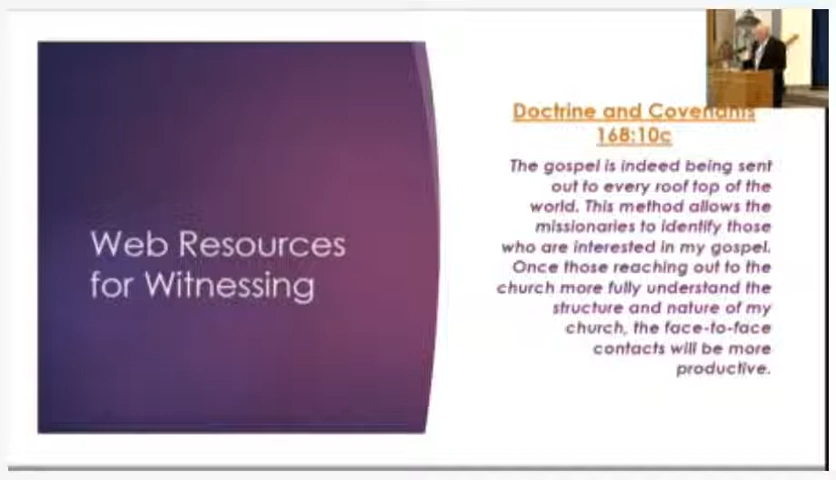 Web Resources
for Witnessing
Doctrine and Covenants
168:10c
The gospel is indeed being sent
out to every roof top of the
world. This method allows the
missionaries to identify those
who are interested in my gospel.
Once those reaching out to the
church more fully understand the
structure and nature of my
church, the face-to-face
contacts will be more
productive.